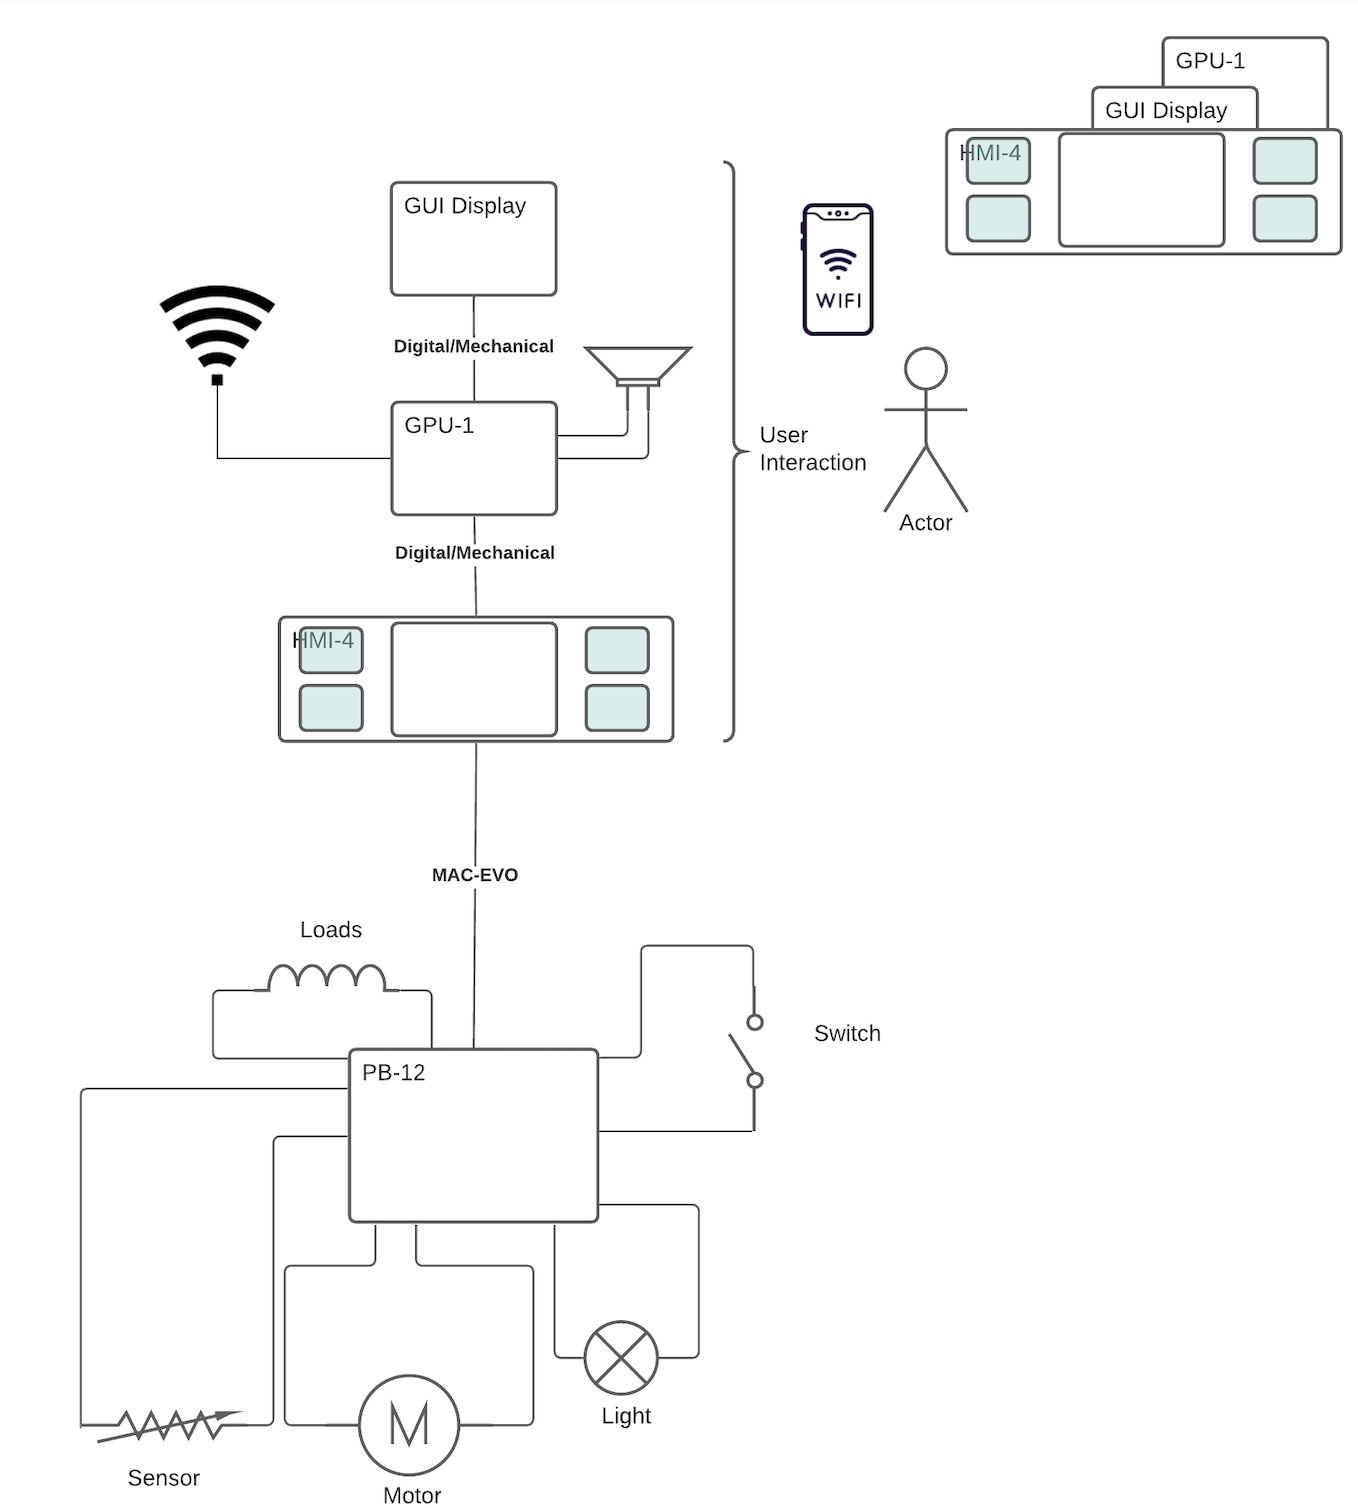 GPU-1
GUI Display
HMI-4
GUI Display
WIFI
Digital/Mechanical
GPU-1
User
Interaction
Actor
Digital/Mechanical
HMI-4
MAC-EVO
Loads
Switch
PB-12
M
Light
Sensor
Motor